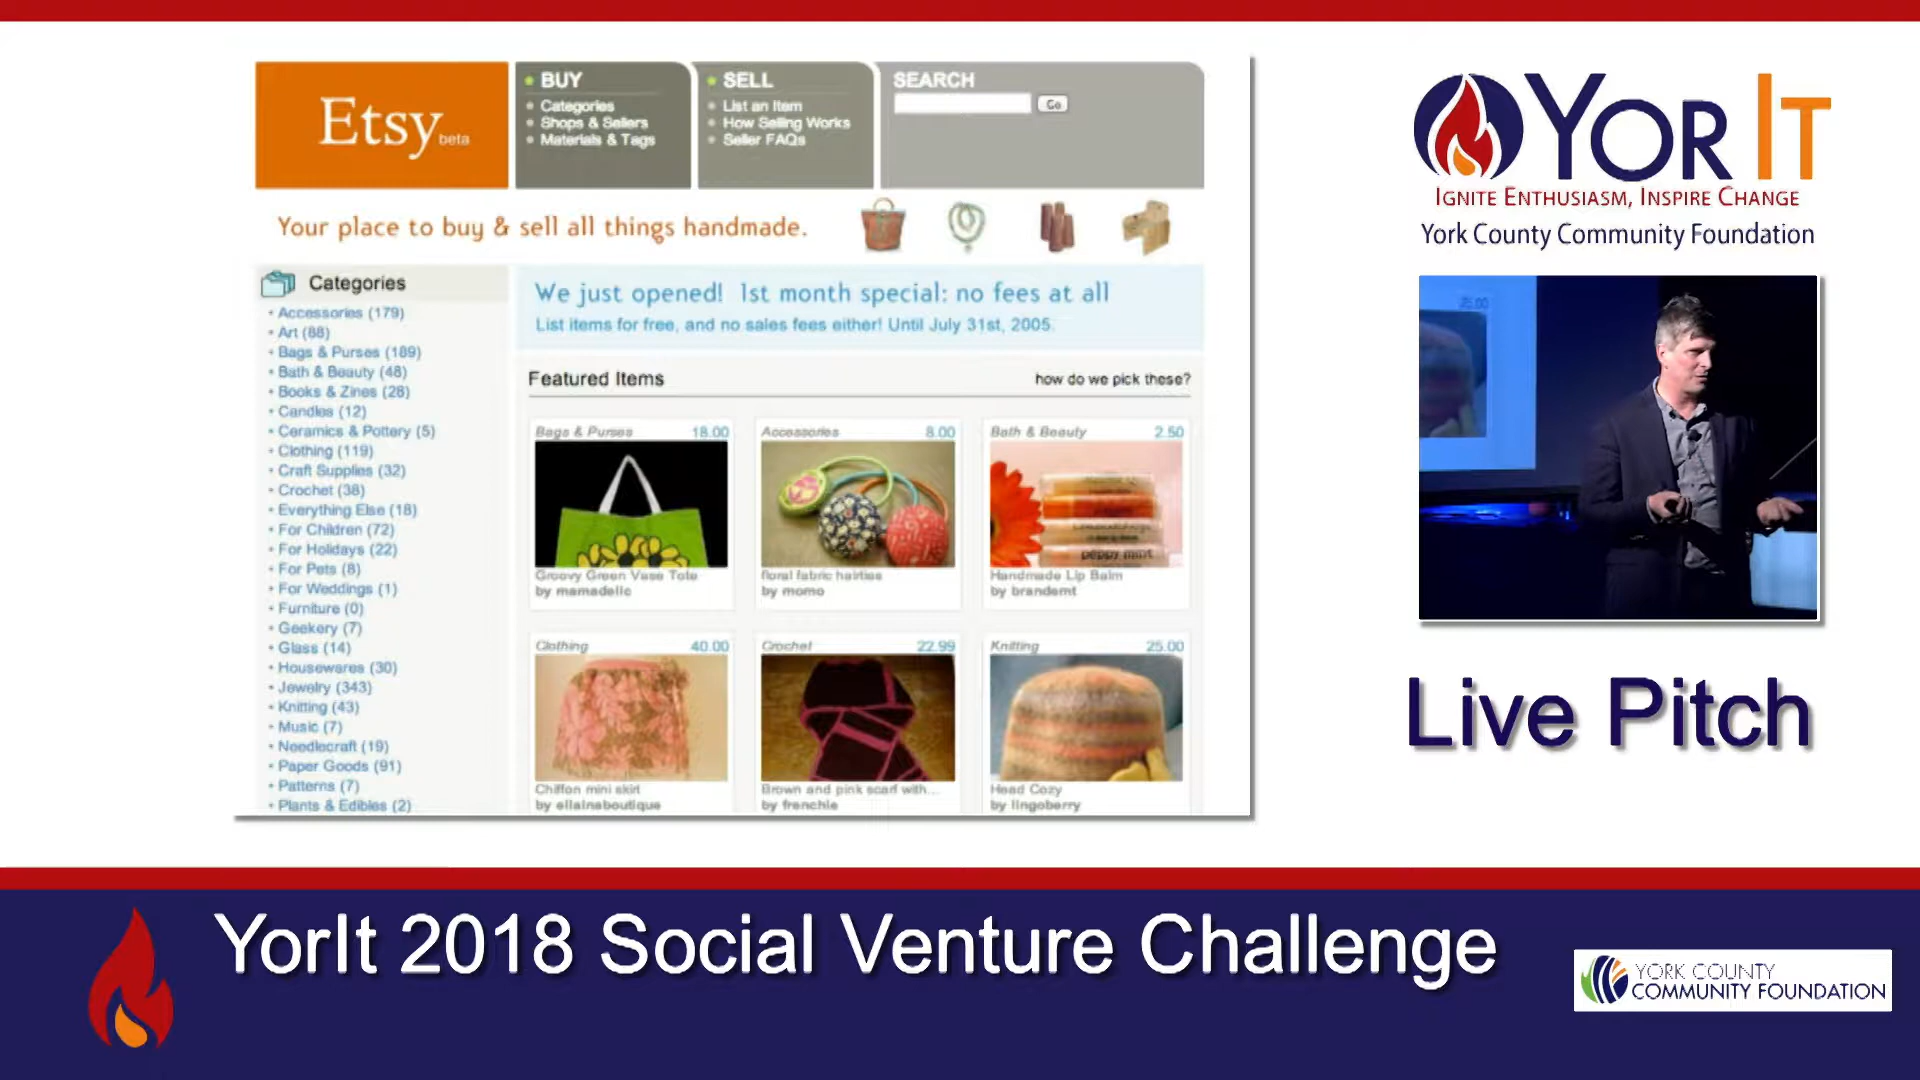 Etsy beta
BUY
Categories
Shops & Sellers
Materials & Tags
SELL
List an Item
How Selling Works
Seller FAQs
SEARCH
Go
Your place to buy & sell all things handmade.
Categories
Accessories (179)
Art (88)
Bags & Purses (189)
Bath & Beauty (48)
Books & Zines (28)
Candles (12)
Ceramics & Pottery (5)
Clothing (119)
Craft Supplies (32)
Crochet (38)
Everything Else (18)
For Children (72)
For Holidays (22)
For Pets (8)
For Weddings (1)
Furniture (0)
Geekery (7)
Glass (14)
Housewares (30)
Jewelry (343)
Knitting (43)
Music (7)
Needlecraft (19)
Paper Goods (91)
Patterns (7)
Plants & Edibles (2)
We just opened! 1st month special: no fees at all
List items for free, and no sales fees either! Until July 31st, 2005.
Featured Items
how do we pick these?
Bags & Purses 18.00
Groovy Green Vase Tote
by mamadelic
Accessories 8.00
floral fabric hairties
by momo
Bath & Beauty 2.50
peppy mint
Handmade Lip Balm
by brandemt
Clothing 40.00
Chiffon mini skirt
by ellainaboutique
Crochet 22.99
Brown and pink scarf with...
by frenchie
Knitting 25.00
Head Cozy
by lingoberry
YORIT
IGNITE ENTHUSIASM, INSPIRE CHANGE
York County Community Foundation
25.00
Live Pitch
YorIt 2018 Social Venture Challenge
YORK COUNTY
COMMUNITY FOUNDATION